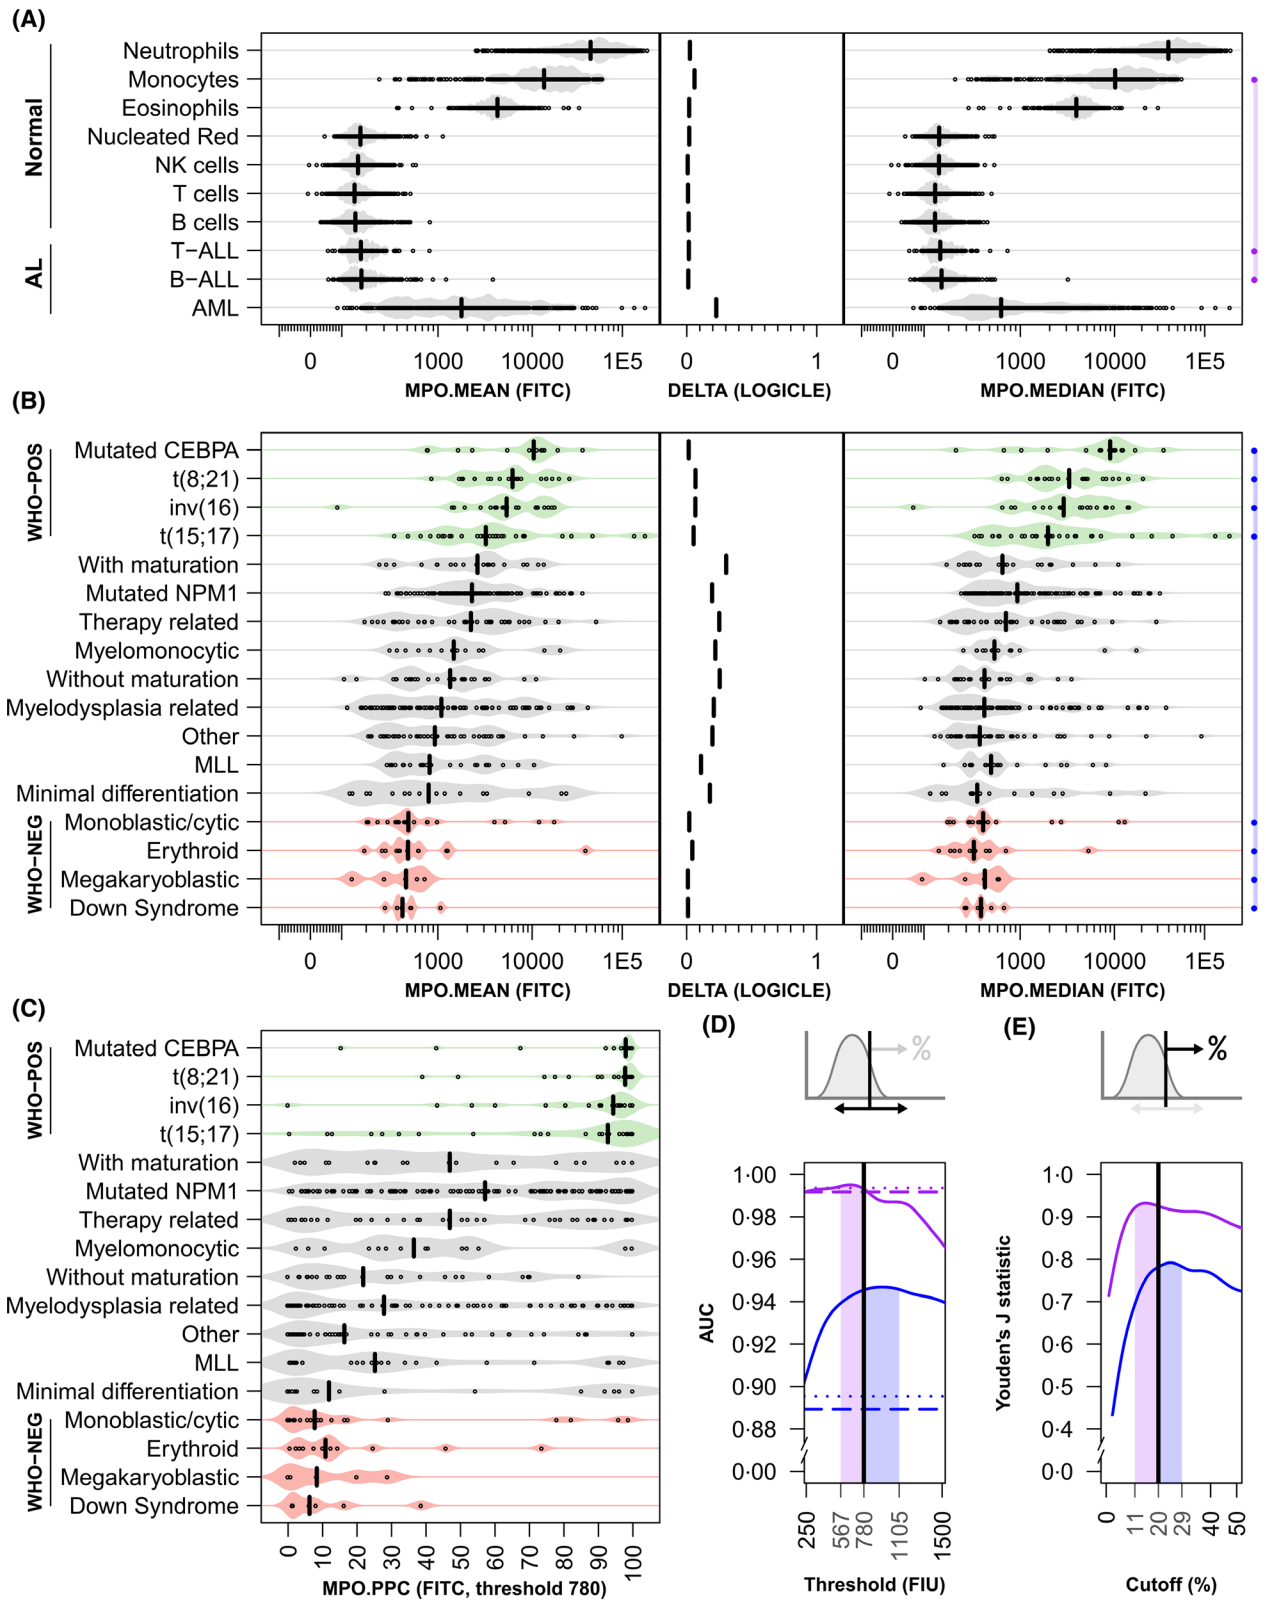 (A)
Normal
AL
Neutrophils
Monocytes
Eosinophils
Nucleated Red
NK cells
T cells
B cells
T−ALL
B−ALL
AML
0 1000 10000 1E5
MPO.MEAN (FITC)
0 1
DELTA (LOGICLE)
0 1000 10000 1E5
MPO.MEDIAN (FITC)
(B)
WHO−POS
WHO−NEG
Mutated CEBPA
t(8;21)
inv(16)
t(15;17)
With maturation
Mutated NPM1
Therapy related
Myelomonocytic
Without maturation
Myelodysplasia related
Other
MLL
Minimal differentiation
Monoblastic/cytic
Erythroid
Megakaryoblastic
Down Syndrome
0 1000 10000 1E5
MPO.MEAN (FITC)
0 1
DELTA (LOGICLE)
0 1000 10000 1E5
MPO.MEDIAN (FITC)
(C)
WHO−POS
WHO−NEG
Mutated CEBPA
t(8;21)
inv(16)
t(15;17)
With maturation
Mutated NPM1
Therapy related
Myelomonocytic
Without maturation
Myelodysplasia related
Other
MLL
Minimal differentiation
Monoblastic/cytic
Erythroid
Megakaryoblastic
Down Syndrome
0 10 20 30 40 50 60 70 80 90 100
MPO.PPC (FITC, threshold 780)
(D)
%
AUC
1·00
0·98
0·96
0·94
0·92
0·90
0·88
0·00
250 567 780 1105 1500
Threshold (FIU)
(E)
%
Youden's J statistic
1·0
0·9
0·8
0·7
0·6
0·5
0·4
0·0
0 11 20 29 40 50
Cutoff (%)